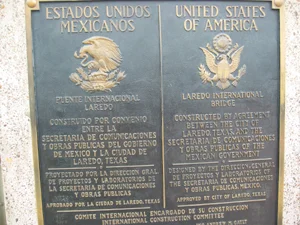 ESTADOS UNIDOS
MEXICANOS
PUENTE INTERNACIONAL
LAREDO
CONSTRUIDO POR CONVENIO
ENTRE LA
SECRETARIA DE COMUNICACIONES
Y OBRAS PUBLICAS DEL GOBIERNO
DE MEXICO Y LA CIUDAD DE
LAREDO, TEXAS
PROYECTADO POR LA DIRECCION GRAL
DE PROYECTOS Y LABORATORIOS DE
LA SECRETARIA DE COMUNICACIONES
Y OBRAS PUBLICAS
APROBADO POR LA CIUDAD DE LAREDO, TEXAS
UNITED STATES
OF AMERICA
LAREDO INTERNATIONAL
BRIDGE
CONSTRUCTED BY AGREEMENT
BETWEEN THE CITY OF
LAREDO, TEXAS AND THE
SECRETARIA DE COMUNICACIONES
Y OBRAS PUBLICAS OF THE
MEXICAN GOVERNMENT
DESIGNED BY THE
DE PROYECTOS Y LABORATORIOS OF
THE SECRETARIA DE COMUNICACIONES
Y OBRAS PUBLICAS, MEXICO.
APPROVED BY CITY OF LAREDO, TEXAS
COMITE INTERNACIONAL ENCARGADO DE SU CONSTRUCCION
INTERNATIONAL CONSTRUCTION COMMITTEE